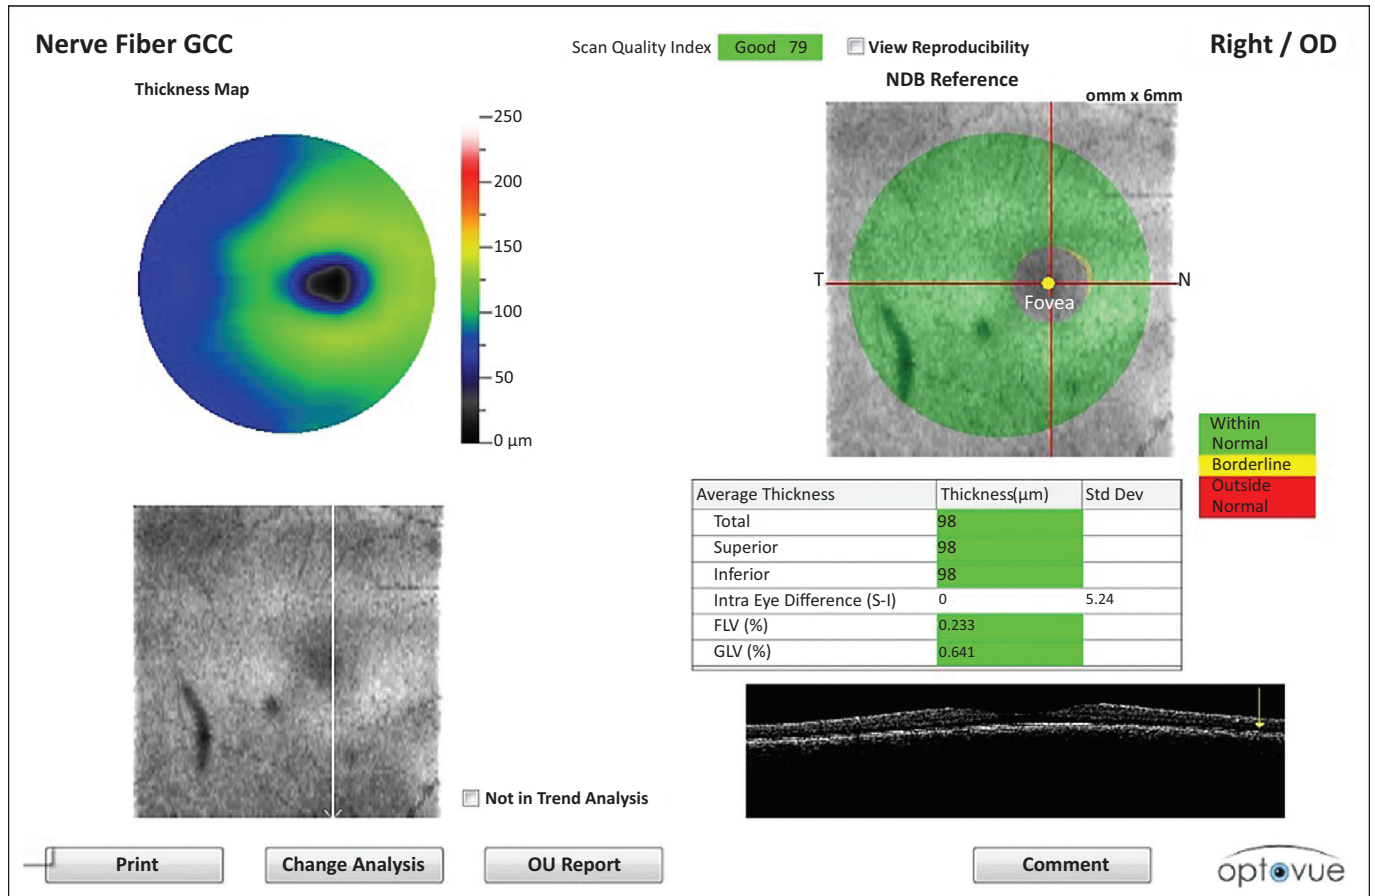 Nerve Fiber GCC
Scan Quality Index Good 79 View Reproducibility
Right / OD
Thickness Map
NDB Reference
omm x 6mm
250
200
150
100
50
0 µm
T
N
Fovea
Within
Normal
Borderline
Outside
Normal
Average Thickness Thickness(µm) Std Dev
Total 98
Superior 98
Inferior 98
Intra Eye Difference (S-I) 0 5.24
FLV (%) 0.233
GLV (%) 0.641
Not in Trend Analysis
Print Change Analysis OU Report Comment
optovue